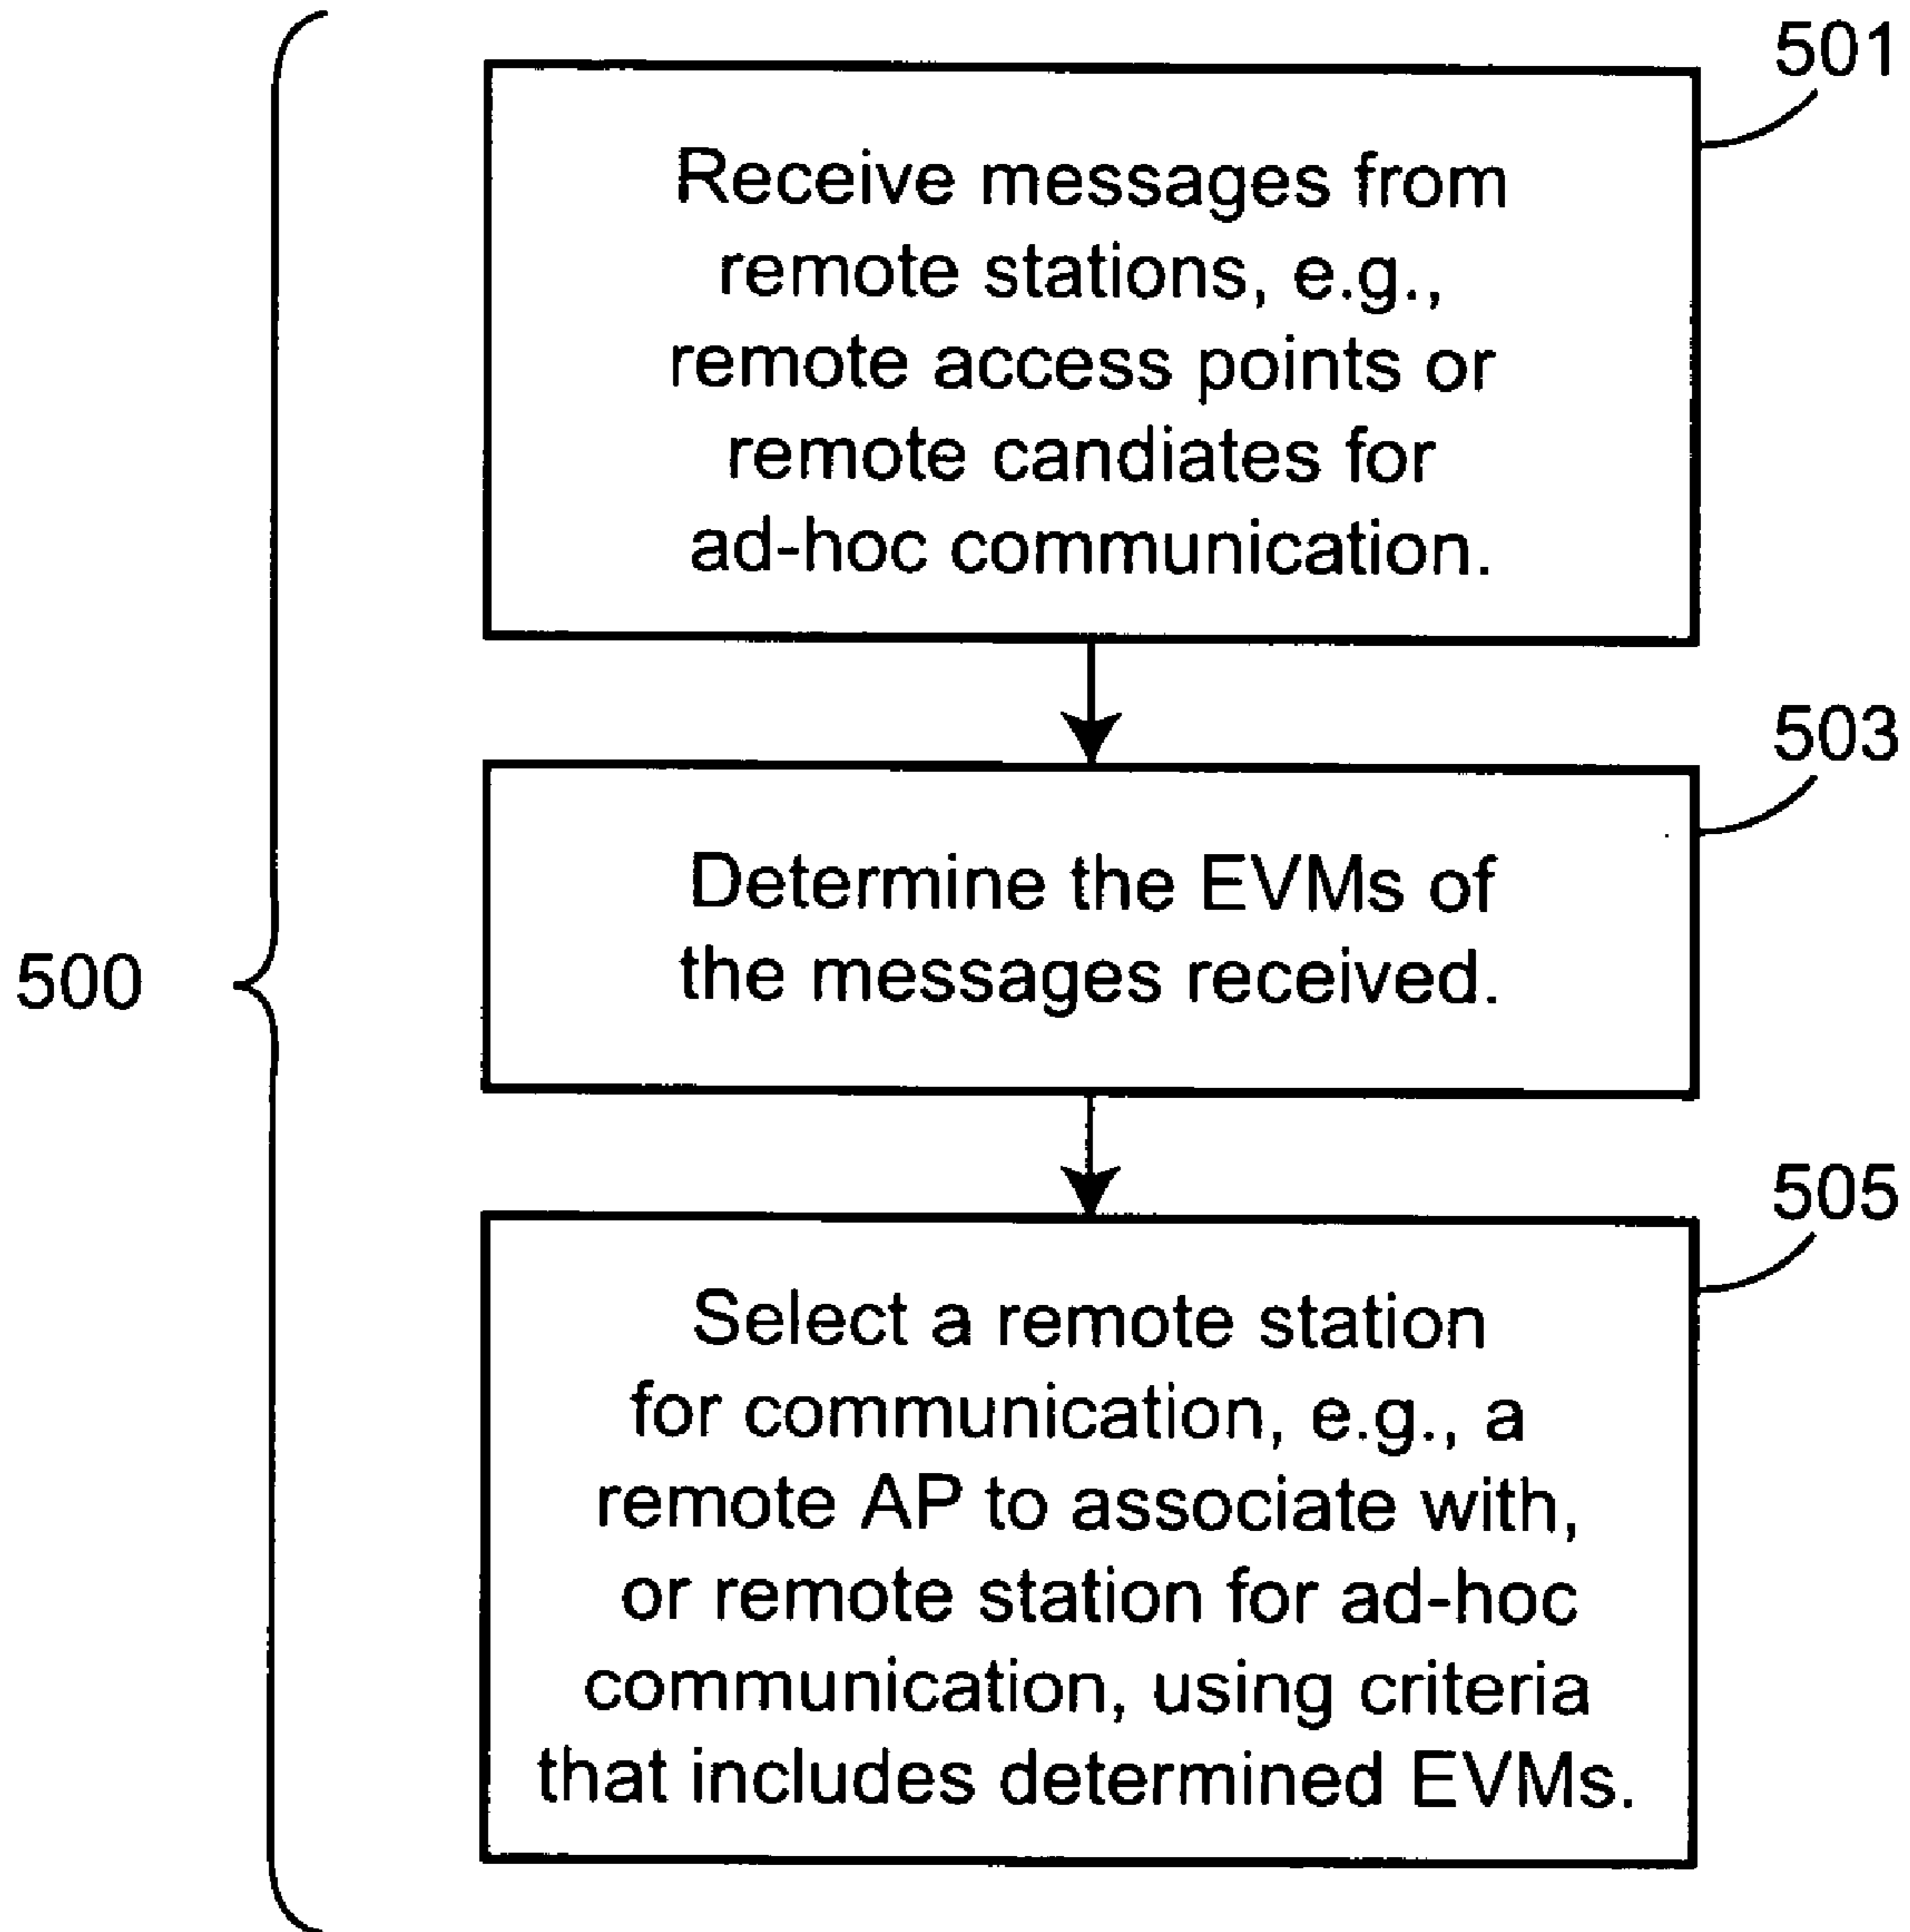 501
Receive messages from
remote stations, e.g.,
remote access points or
remote candiates for
ad-hoc communication.
503
Determine the EVMs of
the messages received.
500
505
Select a remote station
for communication, e.g., a
remote AP to associate with,
or remote station for ad-hoc
communication, using criteria
that includes determined EVMs.